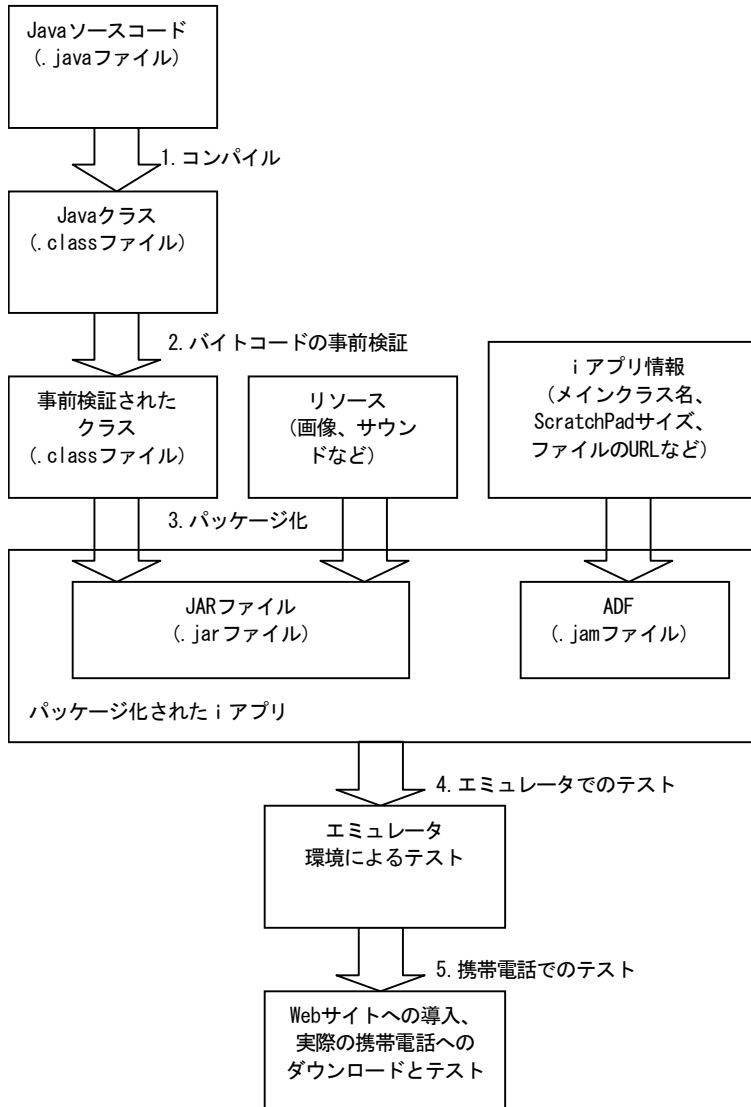 Javaソースコード
(.javaファイル)
1.コンパイル
Javaクラス
(.classファイル)
2.バイトコードの事前検証
事前検証された
クラス
(.classファイル)
リソース
(画像、サウン
ドなど)
ｉアプリ情報
(メインクラス名、
ScratchPadサイズ、
ファイルのURLなど)
3.パッケージ化
JARファイル
(.jarファイル)
ADF
(.jamファイル)
パッケージ化されたｉアプリ
4.エミュレータでのテスト
エミュレータ
環境によるテスト
5.携帯電話でのテスト
Webサイトへの導入、
実際の携帯電話への
ダウンロードとテスト